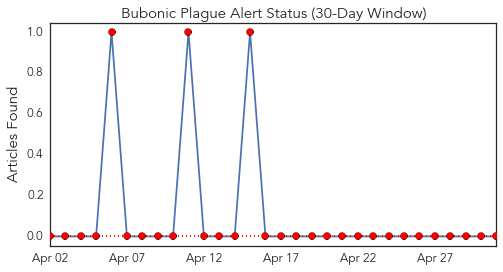 Bubonic Plague Alert Status (30-Day Window)
Articles Found
1.0
0.8
0.6
0.4
0.2
0.0
Apr 02 Apr 07 Apr 12 Apr 17 Apr 22 Apr 27